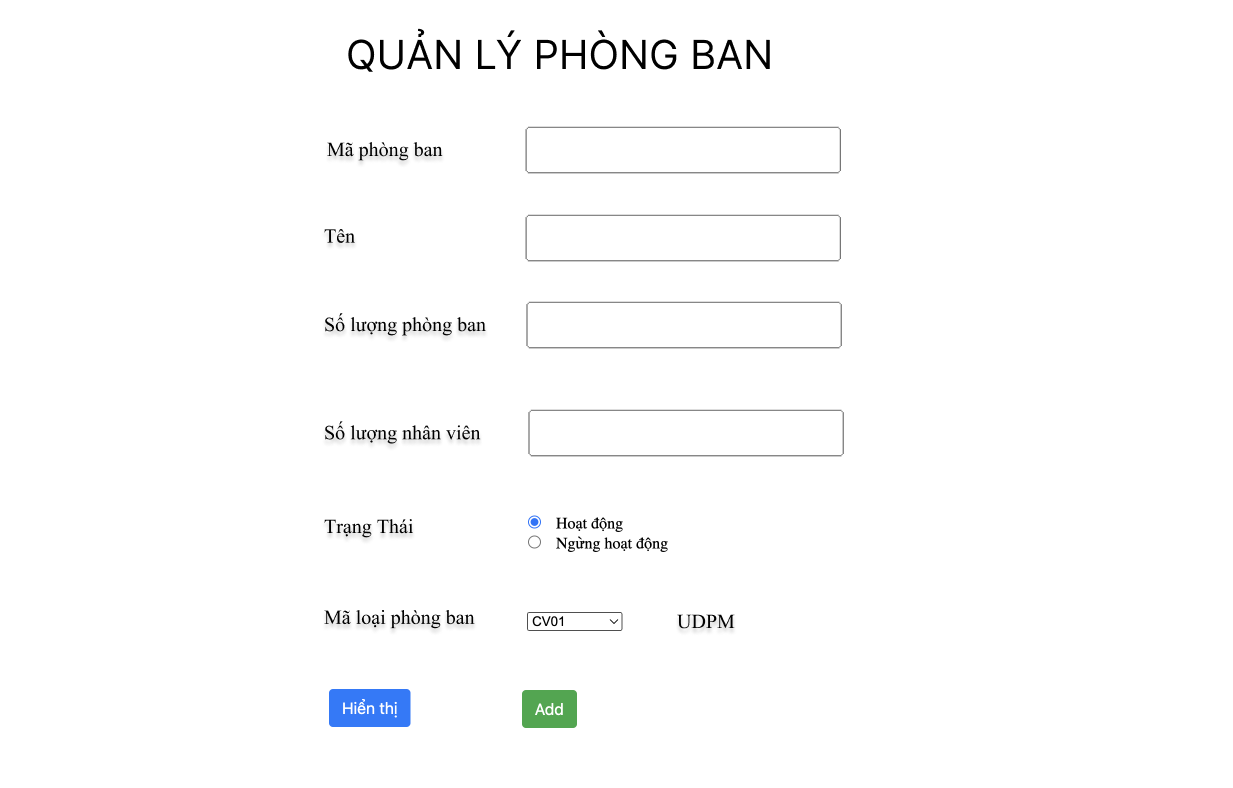 QUẢN LÝ PHÒNG BAN
Mã phòng ban
Tên
Số lượng phòng ban
Số lượng nhân viên
Trạng Thái
Hoạt động
Ngừng hoạt động
Mã loại phòng ban CV01 UDPM
Hiển thị Add